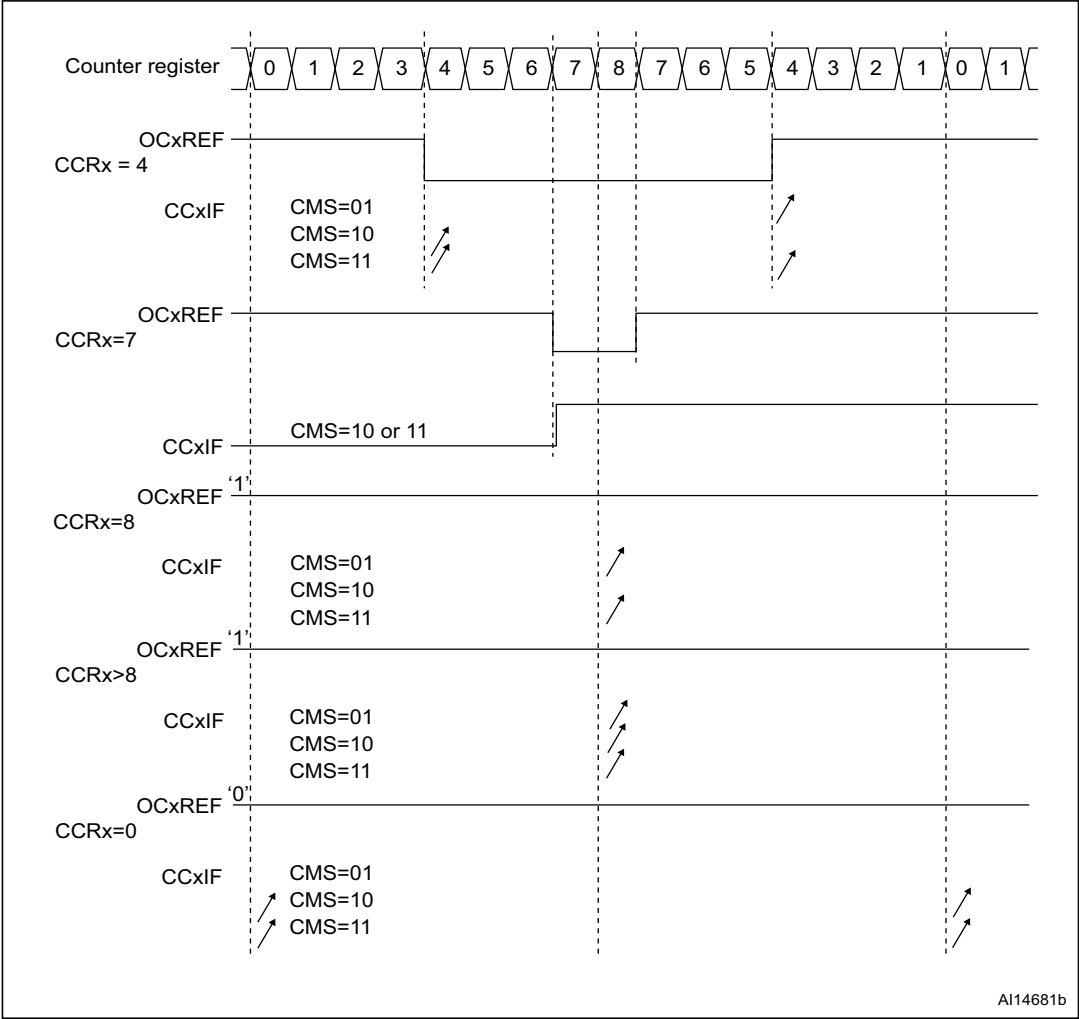 Counter register 0 1 2 3 4 5 6 7 8 7 6 5 4 3 2 1 0 1
OCxREF
CCRx = 4
CCxIF CMS=01
CMS=10
CMS=11
OCxREF
CCRx=7
CMS=10 or 11
CCxIF
OCxREF '1'
CCRx=8
CCxIF CMS=01
CMS=10
CMS=11
OCxREF '1'
CCRx>8
CCxIF CMS=01
CMS=10
CMS=11
OCxREF '0'
CCRx=0
CCxIF CMS=01
CMS=10
CMS=11
AI14681b